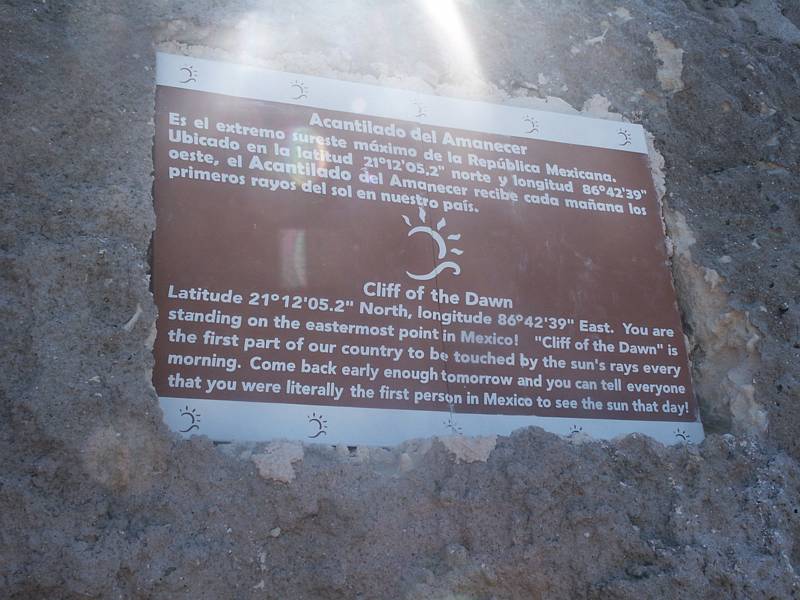 Acantilado del Amanecer
Es el extremo sureste máximo de la República Mexicana.
Ubicado en la latitud 21°12'05.2" norte y longitud 86°42'39"
oeste, el Acantilado del Amanecer recibe cada mañana los
primeros rayos del sol en nuestro país.
Cliff of the Dawn
Latitude 21°12'05.2" North, longitude 86°42'39" East. You are
standing on the eastermost point in Mexico! "Cliff of the Dawn" is
the first part of our country to be touched by the sun's rays every
morning. Come back early enough tomorrow and you can tell everyone
that you were literally the first person in Mexico to see the sun that day!